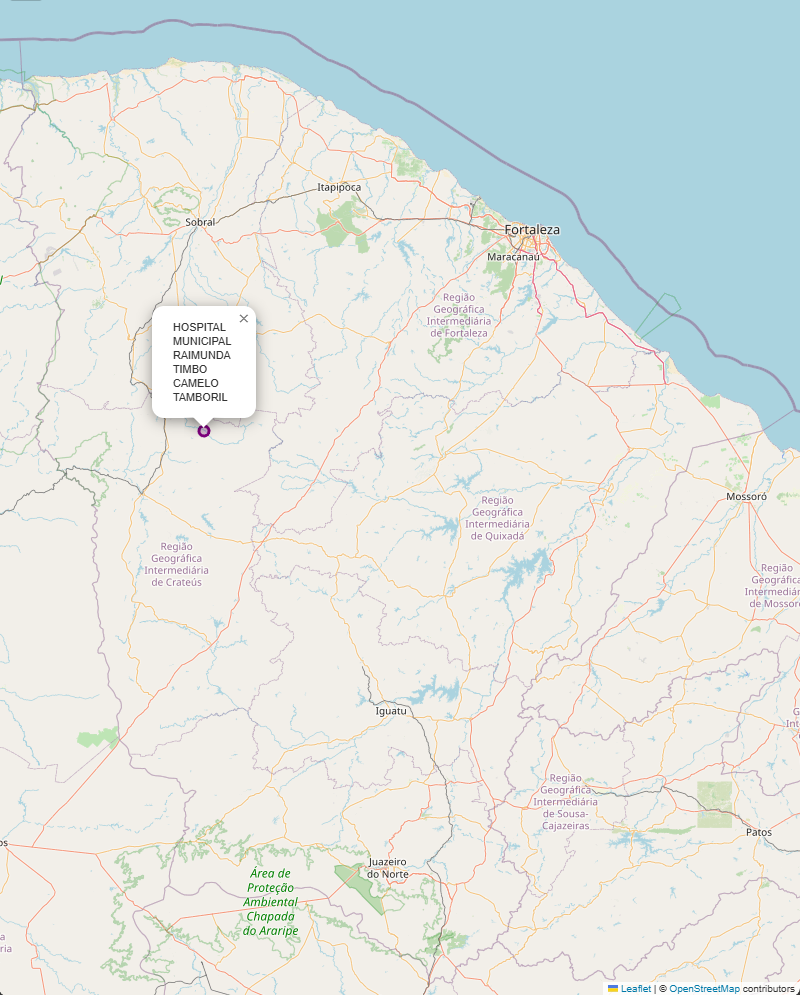 Itapipoca
Sobral
Fortaleza
Maracanaú
Região
Geográfica
Intermediária
de Fortaleza
×
HOSPITAL
MUNICIPAL
RAIMUNDA
TIMBO
CAMELO
TAMBORIL
Mossoró
Região
Geográfica
Intermediária
de Quixadá
Região
Geográfica
Intermediária
de Crateús
Região
Geográfica
Intermediária
de Mossoró
Iguatu
Região
Geográfica
Intermediária
de Sousa-
Cajazeiras
Patos
Juazeiro
do Norte
Área de
Proteção
Ambiental
Chapada
do Araripe
Leaflet | © OpenStreetMap contributors